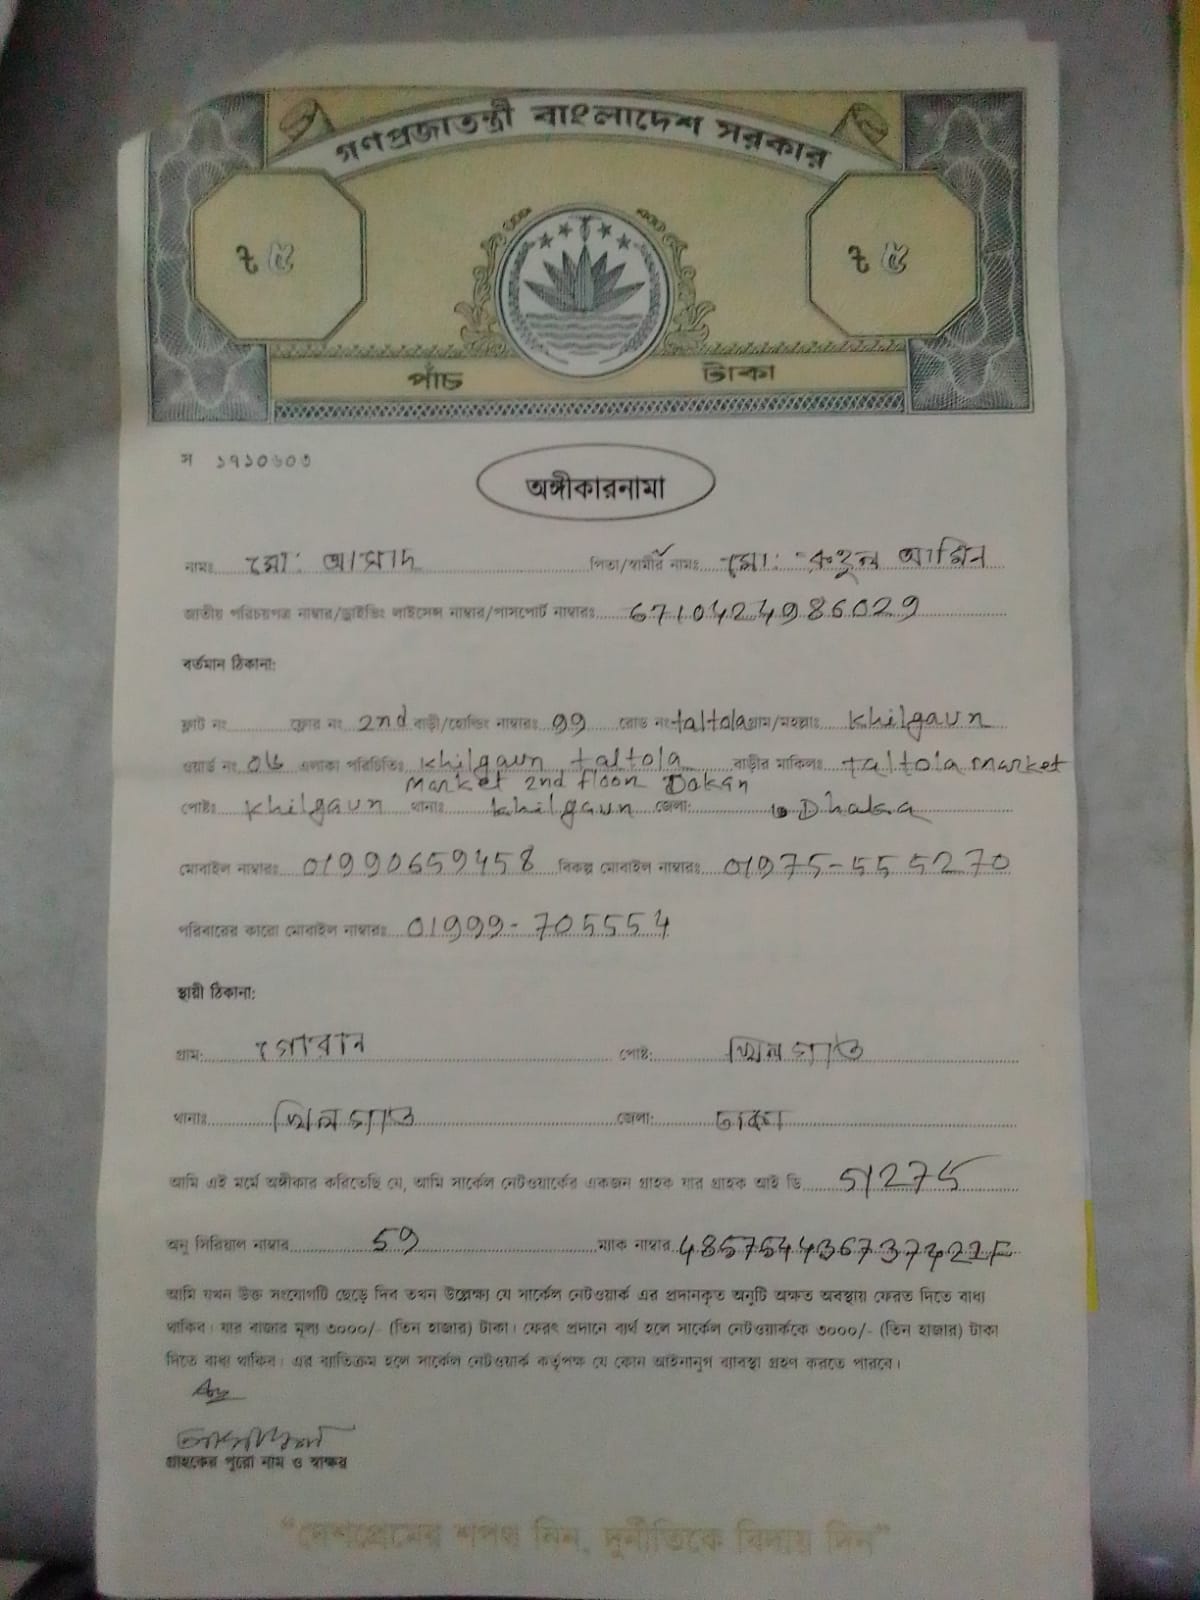 গণপ্রজাতন্ত্রী বাংলাদেশ সরকার
৳ ৫ ৳ ৫
পাঁচ টাকা
স ১৭১০৬০৩
অঙ্গীকারনামা
নামঃ মো: আসাদ পিতা/স্বামীর নামঃ মো: রুহুল আমিন
জাতীয় পরিচয়পত্র নাম্বার/ড্রাইভিং লাইসেন্স নাম্বার/পাসপোর্ট নাম্বারঃ 6710424986029
বর্তমান ঠিকানা:
ফ্লাট নং ফ্লোর নং 2nd বাড়ী/হোল্ডিং নাম্বারঃ 99 রোড নং taltola গ্রাম/মহল্লাঃ Khilgaun
ওয়ার্ড নং এলাকা পরিচিতিঃ Khilgaun taltola বাড়ীর মালিকঃ taltola market
Market 2nd floor Dokan
পোষ্টঃ Khilgaun থানাঃ khilgaun জেলা: Dhaka
মোবাইল নাম্বারঃ 01990659458 বিকল্প মোবাইল নাম্বারঃ 01975-555270
পরিবারের কারো মোবাইল নাম্বারঃ 01999-705554
স্থায়ী ঠিকানা:
গ্রাম: গোরান পোষ্ট: খিলগাও
থানাঃ খিলগাও জেলা: ঢাকা
আমি এই মর্মে অঙ্গীকার করিতেছি যে, আমি সার্কেল নেটওয়ার্কের একজন গ্রাহক যার গ্রাহক আই ডি 51275
অনু সিরিয়াল নাম্বার 59 ম্যাক নাম্বার 485754436737421F
আমি যখন উক্ত সংযোগটি ছেড়ে দিব তখন উল্লেক্ষ্য যে সার্কেল নেটওয়ার্ক এর প্রদানকৃত অনুটি অক্ষত অবস্থায় ফেরত দিতে বাধ্য
থাকিব। যার বাজার মূল্য ৩০০০/- (তিন হাজার) টাকা। ফেরৎ প্রদানে ব্যর্থ হলে সার্কেল নেটওয়ার্ককে ৩০০০/- (তিন হাজার) টাকা
দিতে বাধ্য থাকিব। এর ব্যতিক্রম হলে সার্কেল নেটওয়ার্ক কর্তৃপক্ষ যে কোন আইনানুগ ব্যাবস্থা গ্রহণ করতে পারবে।
গ্রাহকের পুরো নাম ও স্বাক্ষর
“দেশপ্রেমের শপথ নিন, দুর্নীতিকে বিদায় দিন”